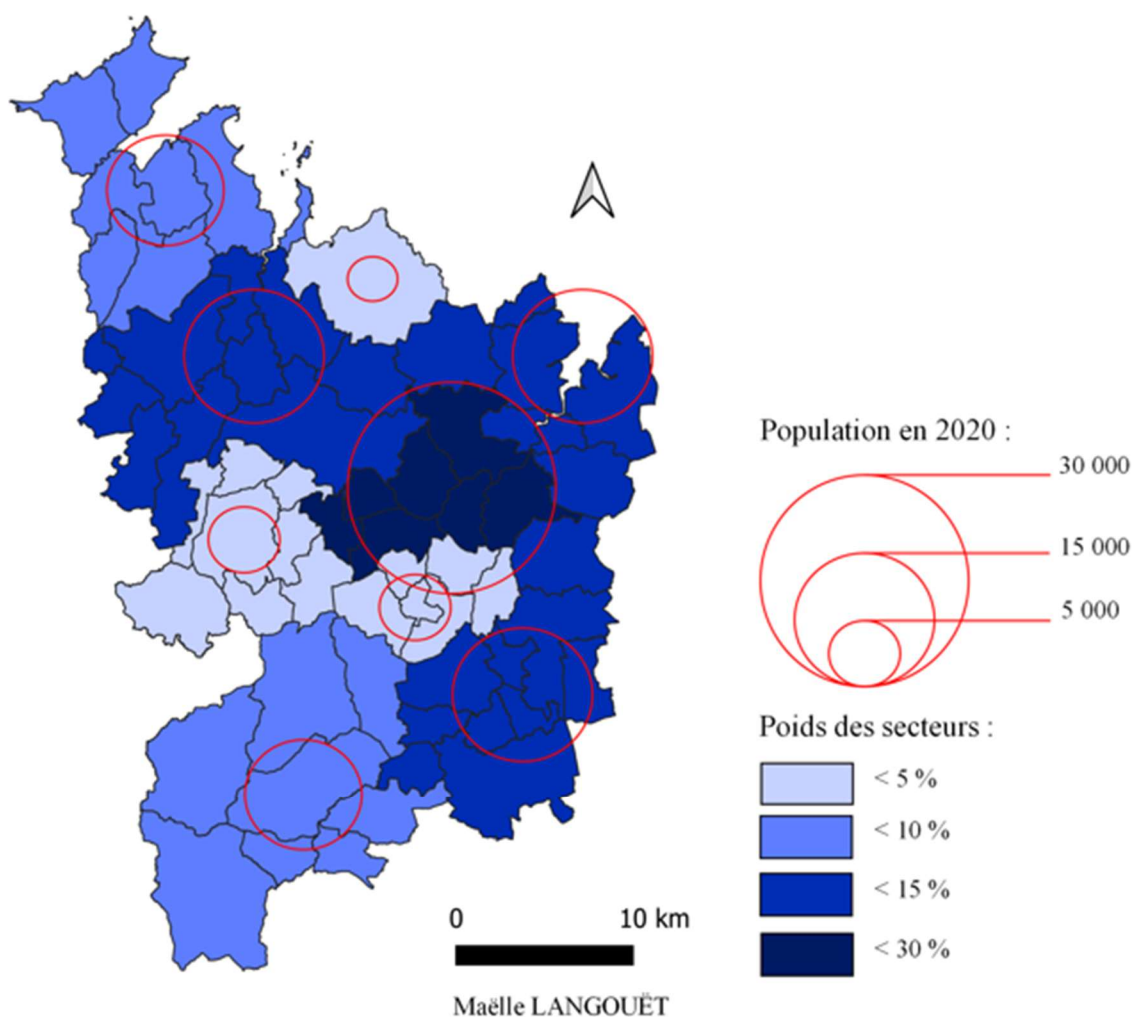 Population en 2020 :
30 000
15 000
5 000
Poids des secteurs :
< 5 %
< 10 %
< 15 %
< 30 %
0 10 km
Maëlle LANGOUËT